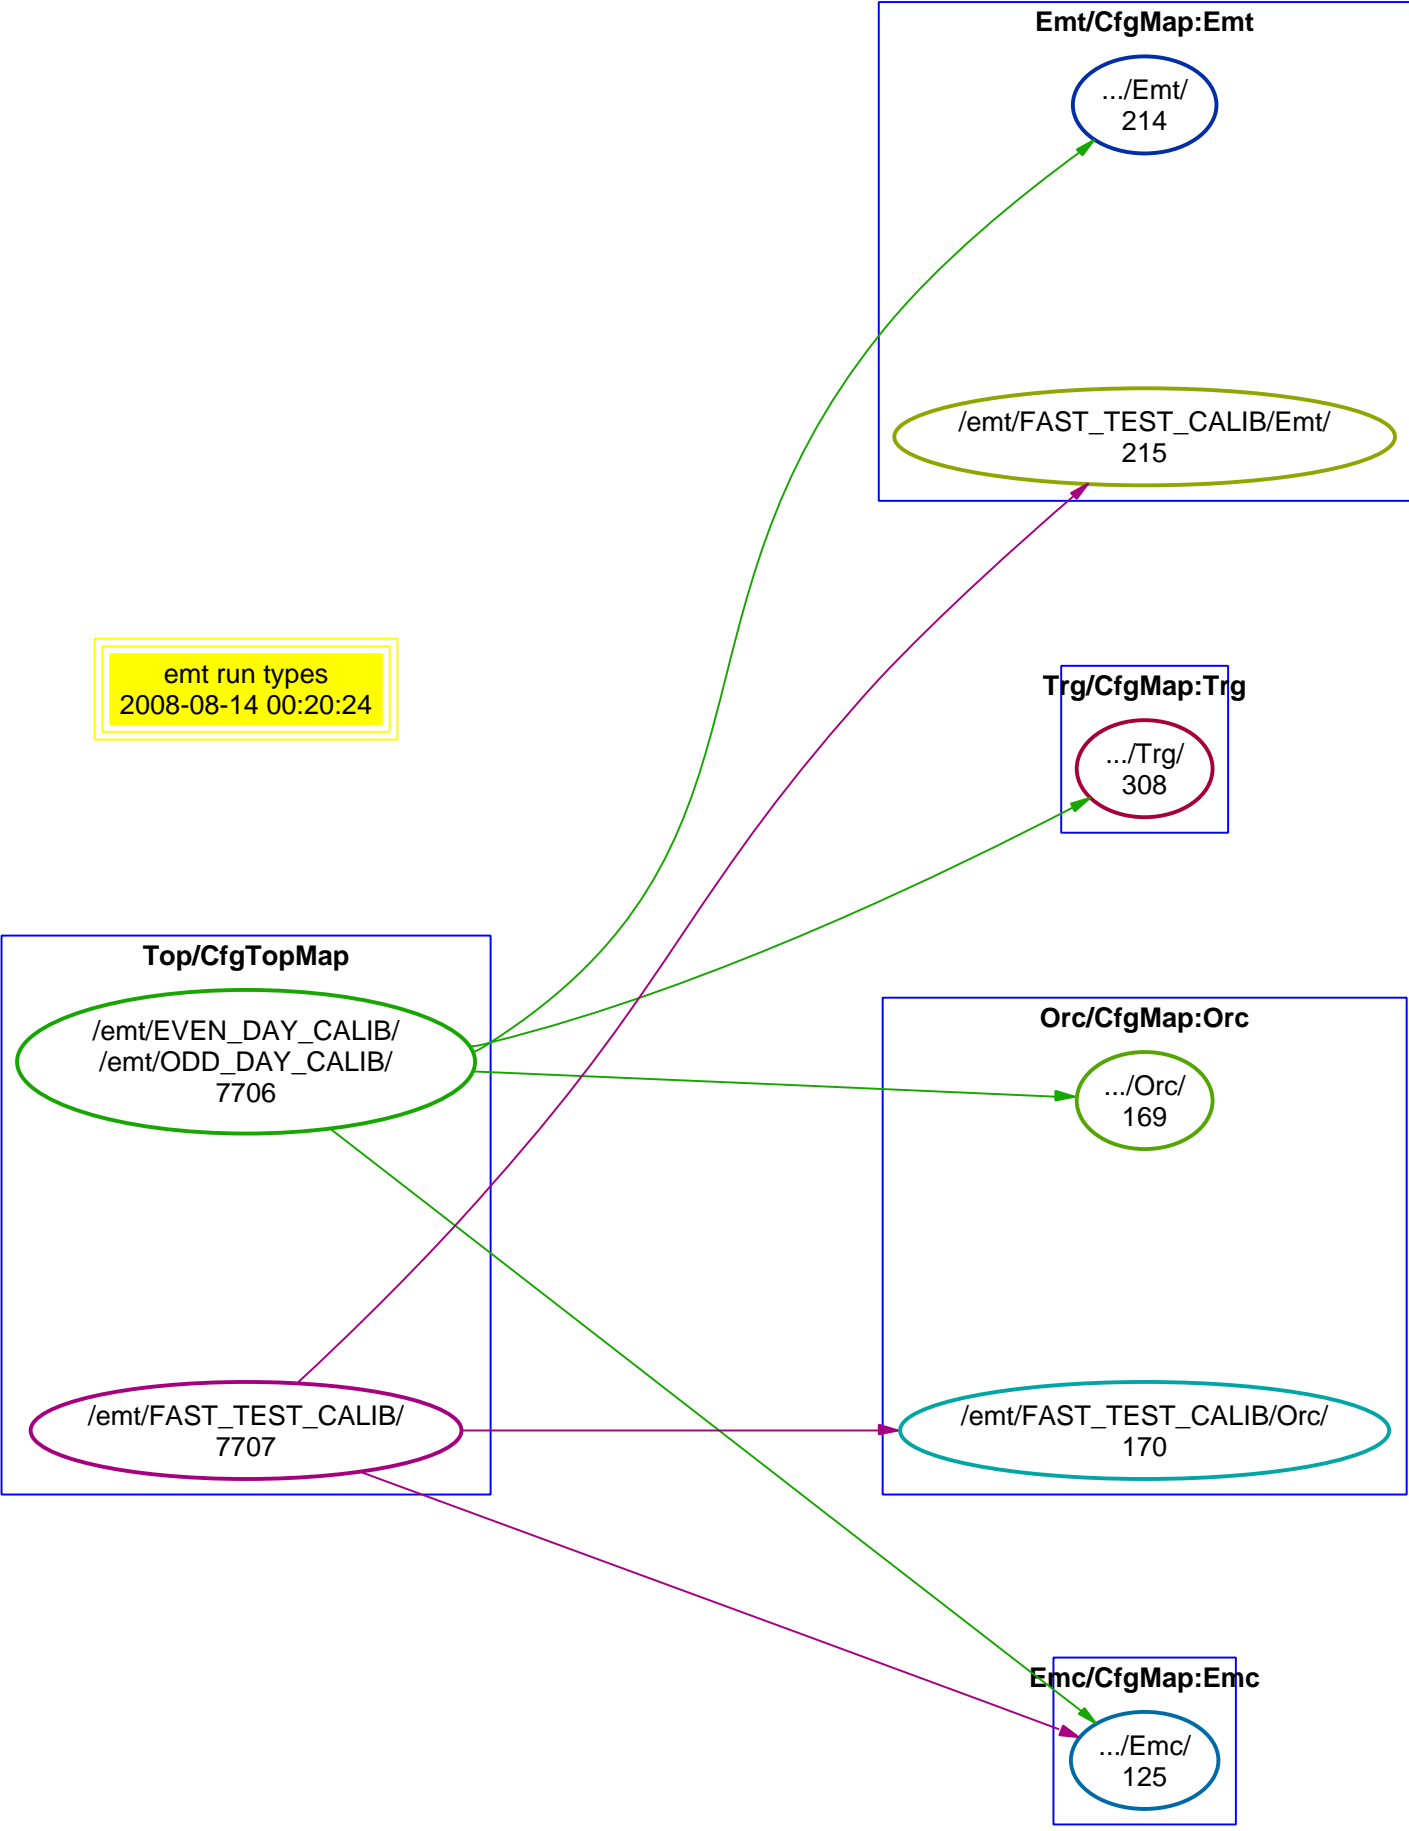 Emt/CfgMap:Emt
.../Emt/
214
/emt/FAST_TEST_CALIB/Emt/
215
emt run types
2008-08-14 00:20:24
Trg/CfgMap:Trg
.../Trg/
308
Top/CfgTopMap
/emt/EVEN_DAY_CALIB/
/emt/ODD_DAY_CALIB/
7706
Orc/CfgMap:Orc
.../Orc/
169
/emt/FAST_TEST_CALIB/
7707
/emt/FAST_TEST_CALIB/Orc/
170
Emc/CfgMap:Emc
.../Emc/
125